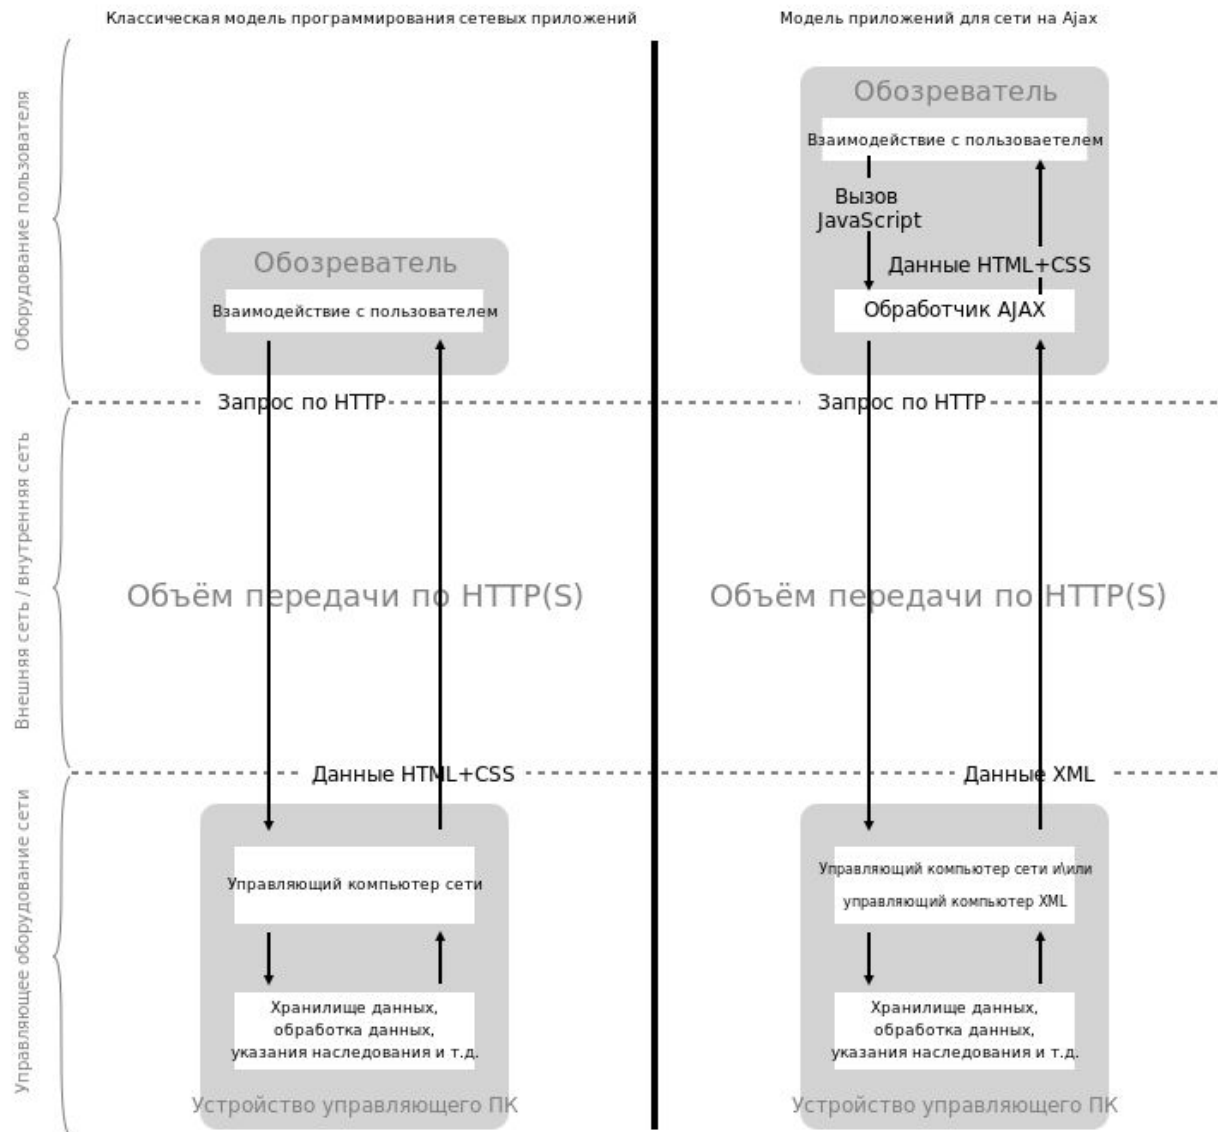 Классическая модель программирования сетевых приложений
Модель приложений для сети на Ajax
Оборудование пользователя
Внешняя сеть / внутренняя сеть
Управляющее оборудование сети
Обозреватель
Взаимодействие с пользователем
Запрос по HTTP
Объём передачи по HTTP(S)
Данные HTML+CSS
Управляющий компьютер сети
Хранилище данных,
обработка данных,
указания наследования и т.д.
Устройство управляющего ПК
Обозреватель
Взаимодействие с пользоваетелем
Вызов
JavaScript
Данные HTML+CSS
Обработчик AJAX
Запрос по HTTP
Объём передачи по HTTP(S)
Данные XML
Управляющий компьютер сети и\или
управляющий компьютер XML
Хранилище данных,
обработка данных,
указания наследования и т.д.
Устройство управляющего ПК